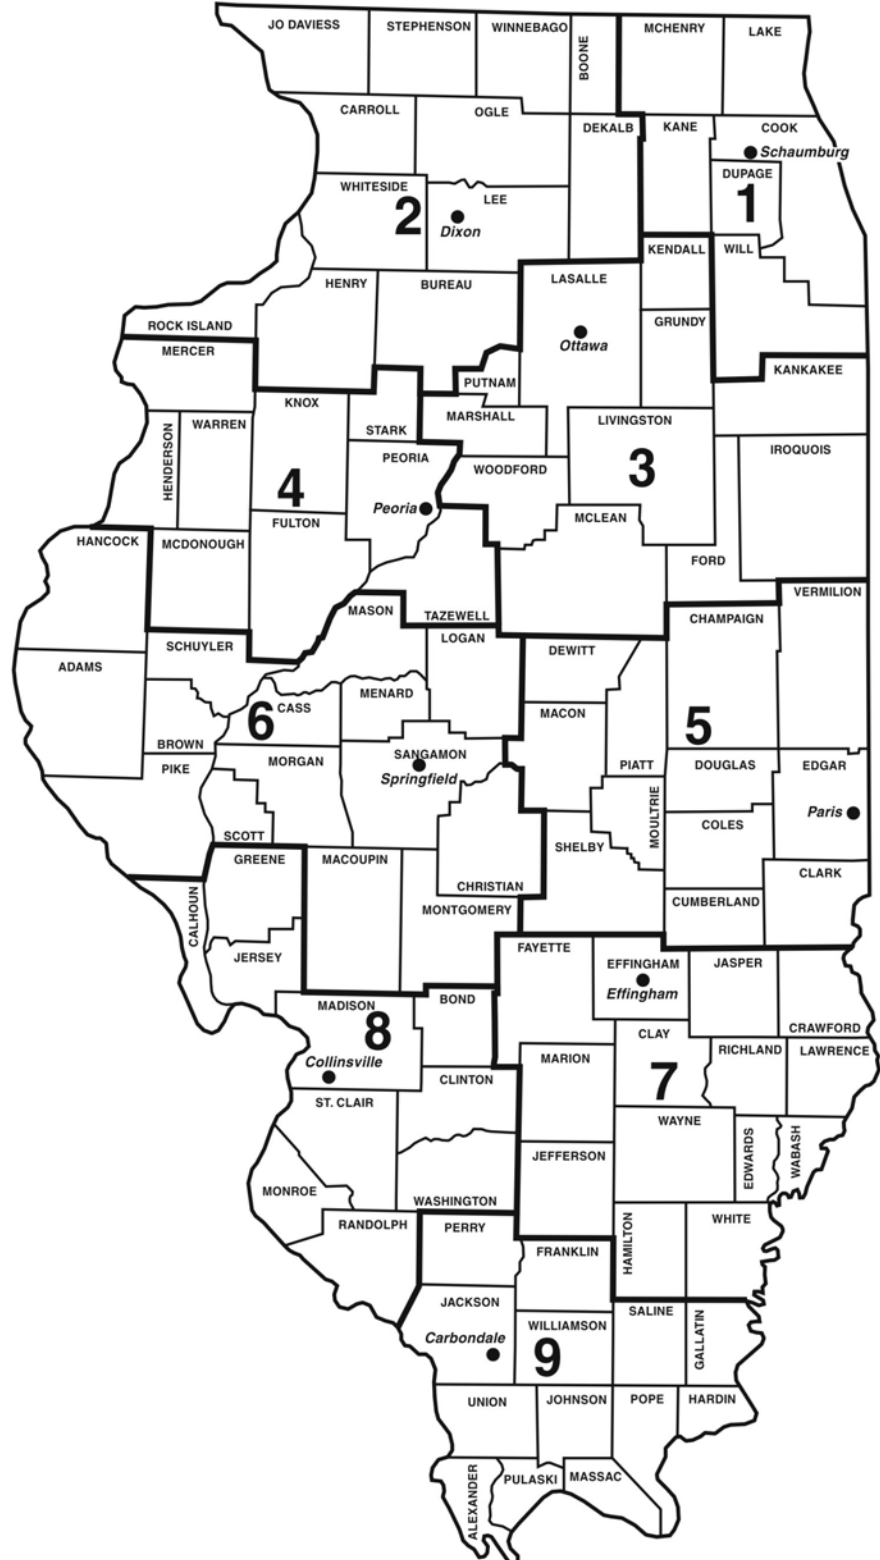 JO DAVIESS
STEPHENSON
WINNEBAGO
BOONE
MCHENRY
LAKE
CARROLL
OGLE
DEKALB
KANE
COOK
Schaumburg
DUPAGE
1
WHITESIDE
2
LEE
Dixon
KENDALL
WILL
ROCK ISLAND
HENRY
BUREAU
LASALLE
Ottawa
GRUNDY
MERCER
PUTNAM
KANKAKEE
HENDERSON
WARREN
KNOX
STARK
MARSHALL
LIVINGSTON
IROQUOIS
PEORIA
Peoria
4
WOODFORD
3
FULTON
MCLEAN
FORD
HANCOCK
MCDONOUGH
MASON
TAZEWELL
VERMILION
SCHUYLER
LOGAN
DEWITT
CHAMPAIGN
ADAMS
CASS
6
MENARD
MACON
5
BROWN
PIKE
MORGAN
SANGAMON
Springfield
PIATT
DOUGLAS
EDGAR
Paris
SCOTT
MOULTRIE
COLES
SHELBY
GREENE
MACOUPIN
CHRISTIAN
CLARK
CALHOUN
MONTGOMERY
CUMBERLAND
JERSEY
FAYETTE
EFFINGHAM
Effingham
JASPER
CRAWFORD
MADISON
8
BOND
Collinsville
CLINTON
MARION
CLAY
7
RICHLAND
LAWRENCE
ST. CLAIR
WAYNE
EDWARDS
WABASH
MONROE
WASHINGTON
JEFFERSON
RANDOLPH
PERRY
FRANKLIN
HAMILTON
WHITE
JACKSON
Carbondale
WILLIAMSON
9
SALINE
GALLATIN
UNION
JOHNSON
POPE
HARDIN
ALEXANDER
PULASKI
MASSAC